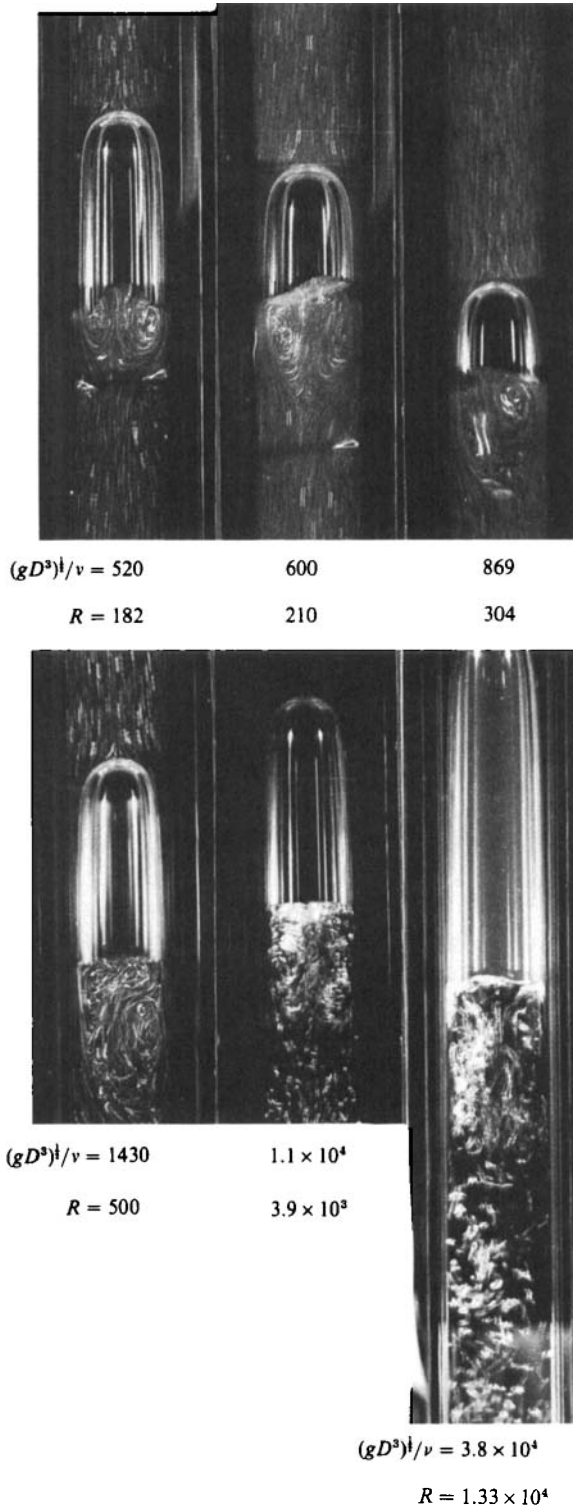 (gD³)^½/ν = 520 600 869
R = 182 210 304
(gD³)^½/ν = 1430 1.1 × 10⁴
R = 500 3.9 × 10³
(gD³)^½/ν = 3.8 × 10⁴
R = 1.33 × 10⁴